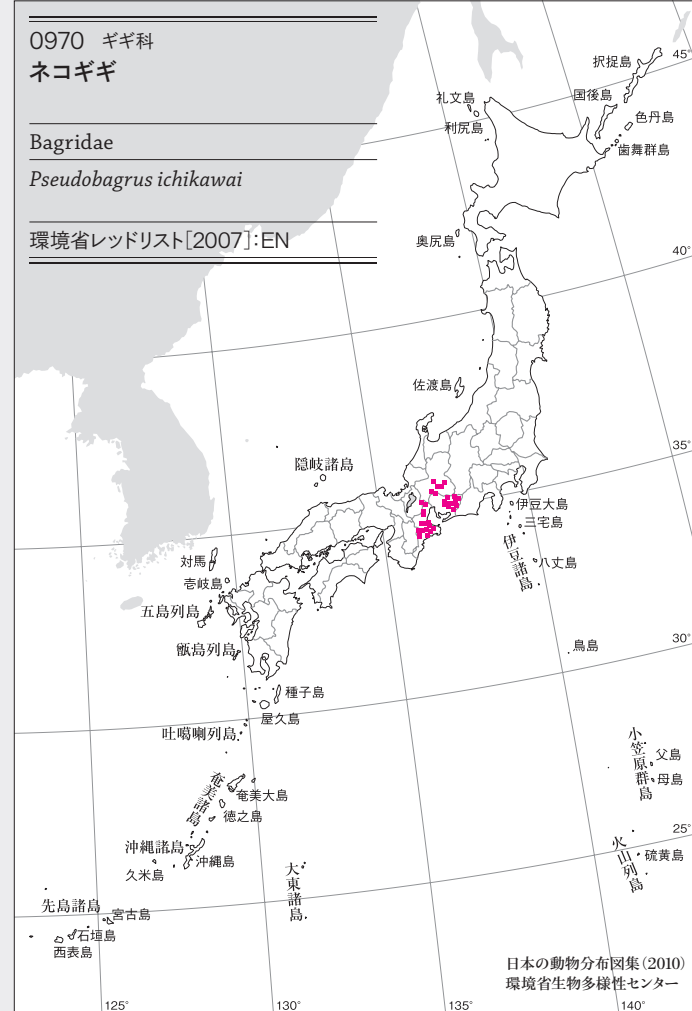 0970 ギギ科
ネコギギ
Bagridae
Pseudobagrus ichikawai
環境省レッドリスト[2007]:EN
択捉島
45°
国後島
礼文島
色丹島
利尻島
歯舞群島
奥尻島
40°
佐渡島
35°
隠岐諸島
伊豆大島
三宅島
伊豆諸島
八丈島
対馬
壱岐島
五島列島
甑島列島
鳥島
30°
種子島
屋久島
吐噶喇列島
小笠原群島
父島
母島
奄美諸島
奄美大島
徳之島
25°
沖縄諸島
沖縄島
久米島
火山列島
硫黄島
大東諸島
先島諸島
宮古島
石垣島
西表島
日本の動物分布図集(2010)
環境省生物多様性センター
125°
130°
135°
140°